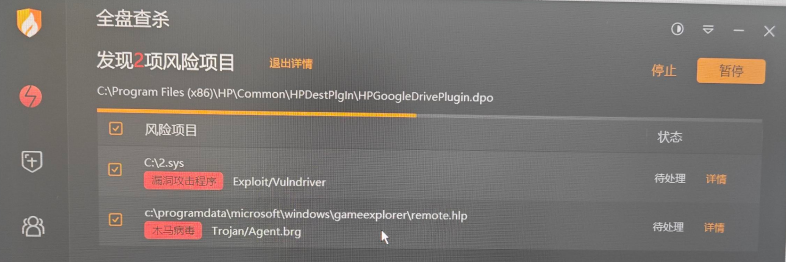 全盘查杀
发现2项风险项目 退出详情 停止 暂停
C:\Program Files (x86)\HP\Common\HPDestPlgIn\HPGoogleDrivePlugin.dpo
风险项目 状态
C:\2.sys
漏洞攻击程序 Exploit/Vulndriver 待处理 详情
c:\programdata\microsoft\windows\gameexplorer\remote.hlp
木马病毒 Trojan/Agent.brg 待处理 详情